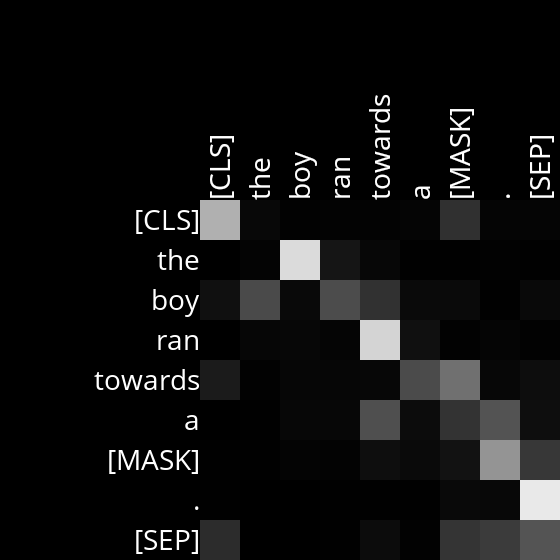 [CLS] the boy ran towards a [MASK] . [SEP]
[CLS]
the
boy
ran
towards
a
[MASK]
.
[SEP]